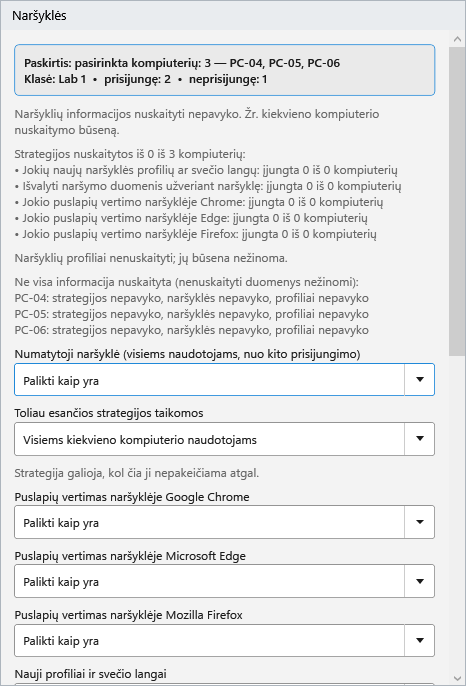 Naršyklės
Paskirtis: pasirinkta kompiuterių: 3 — PC-04, PC-05, PC-06
Klasė: Lab 1 • prisijungę: 2 • neprisijungę: 1
Naršyklių informacijos nuskaityti nepavyko. Žr. kiekvieno kompiuterio
nuskaitymo būseną.
Strategijos nuskaitytos iš 0 iš 3 kompiuterių:
• Jokių naujų naršyklės profilių ar svečio langų: įjungta 0 iš 0 kompiuterių
• Išvalyti naršymo duomenis užveriant naršyklę: įjungta 0 iš 0 kompiuterių
• Jokio puslapių vertimo naršyklėje Chrome: įjungta 0 iš 0 kompiuterių
• Jokio puslapių vertimo naršyklėje Edge: įjungta 0 iš 0 kompiuterių
• Jokio puslapių vertimo naršyklėje Firefox: įjungta 0 iš 0 kompiuterių
Naršyklių profiliai nenuskaityti; jų būsena nežinoma.
Ne visa informacija nuskaityta (nenuskaityti duomenys nežinomi):
PC-04: strategijos nepavyko, naršyklės nepavyko, profiliai nepavyko
PC-05: strategijos nepavyko, naršyklės nepavyko, profiliai nepavyko
PC-06: strategijos nepavyko, naršyklės nepavyko, profiliai nepavyko
Numatytoji naršyklė (visiems naudotojams, nuo kito prisijungimo)
Palikti kaip yra
Toliau esančios strategijos taikomos
Visiems kiekvieno kompiuterio naudotojams
Strategija galioja, kol čia ji nepakeičiama atgal.
Puslapių vertimas naršyklėje Google Chrome
Palikti kaip yra
Puslapių vertimas naršyklėje Microsoft Edge
Palikti kaip yra
Puslapių vertimas naršyklėje Mozilla Firefox
Palikti kaip yra
Nauji profiliai ir svečio langai